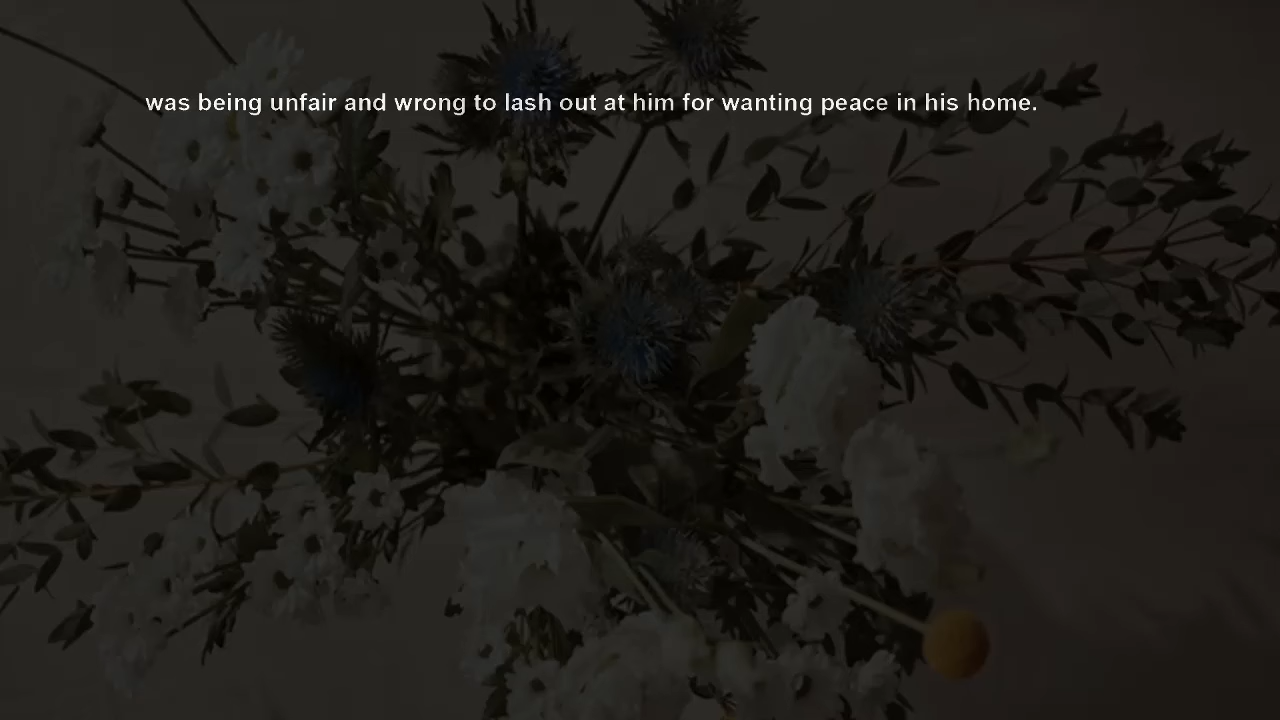 was being unfair and wrong to lash out at him for wanting peace in his home.